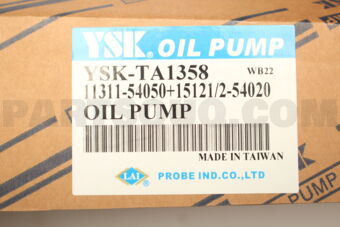 YSK OIL PUMP
YSK-TA1358 WB22
11311-54050+15121/2-54020
OIL PUMP
MADE IN TAIWAN
LAI PROBE IND.CO.,LTD
PUMP